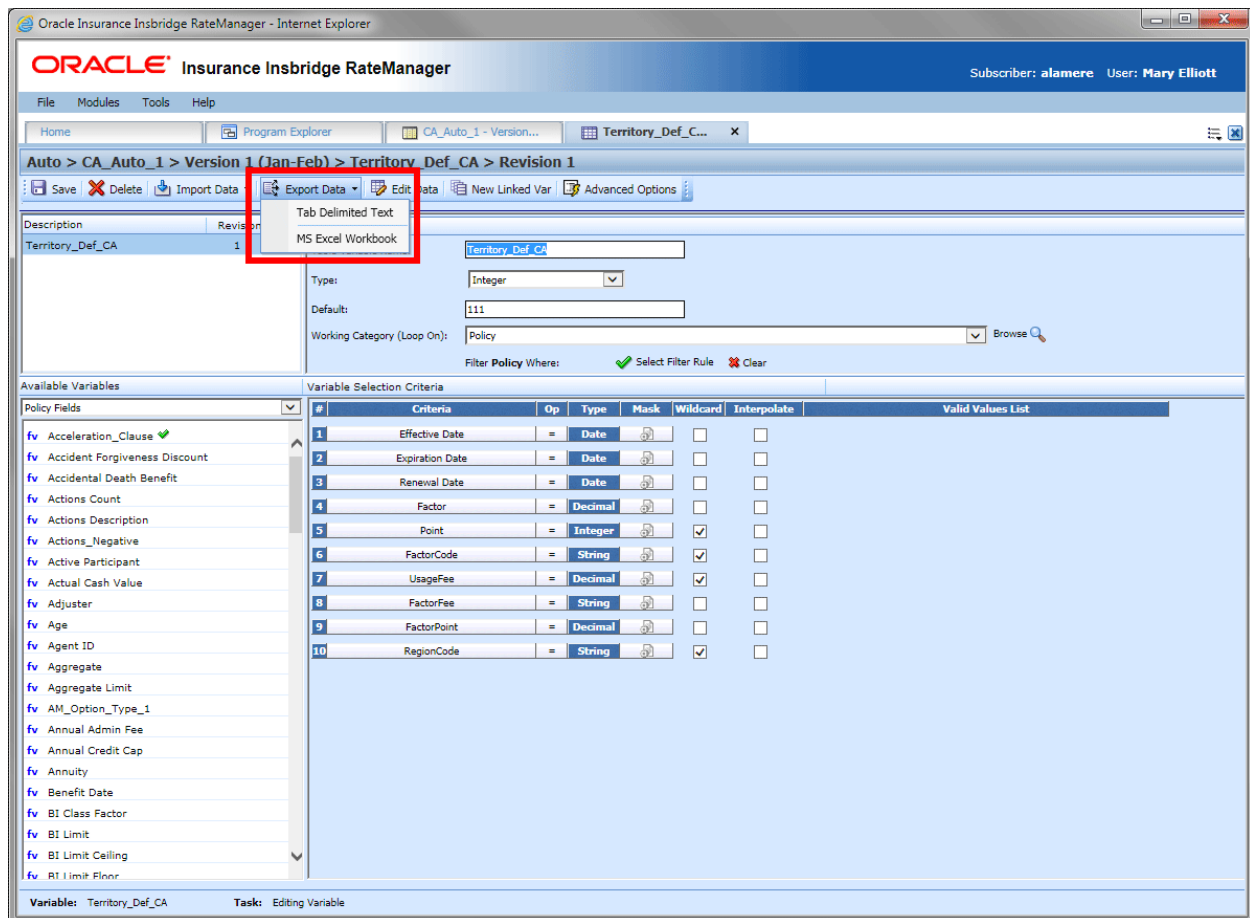 Oracle Insurance Insbridge RateManager - Internet Explorer
ORACLE Insurance Insbridge RateManager
Subscriber: alamere User: Mary Elliott
File Modules Tools Help
Home Program Explorer CA_Auto_1 - Version... Territory_Def_C... x
Auto > CA_Auto_1 > Version 1 (Jan-Feb) > Territory_Def_CA > Revision 1
Save Delete Import Data Export Data Edit Data New Linked Var Advanced Options
Tab Delimited Text
MS Excel Workbook
Description Revision
Territory_Def_CA 1
Territory_Def_CA
Type: Integer
Default: 111
Working Category (Loop On): Policy Browse
Filter Policy Where: Select Filter Rule Clear
Available Variables
Policy Fields
fv Acceleration_Clause
fv Accident Forgiveness Discount
fv Accidental Death Benefit
fv Actions Count
fv Actions Description
fv Actions_Negative
fv Active Participant
fv Actual Cash Value
fv Adjuster
fv Age
fv Agent ID
fv Aggregate
fv Aggregate Limit
fv AM_Option_Type_1
fv Annual Admin Fee
fv Annual Credit Cap
fv Annuity
fv Benefit Date
fv BI Class Factor
fv BI Limit
fv BI Limit Ceiling
fv BI Limit Floor
Variable Selection Criteria
# Criteria Op Type Mask Wildcard Interpolate Valid Values List
1 Effective Date = Date
2 Expiration Date = Date
3 Renewal Date = Date
4 Factor = Decimal
5 Point = Integer
6 FactorCode = String
7 UsageFee = Decimal
8 FactorFee = String
9 FactorPoint = Decimal
10 RegionCode = String
Variable: Territory_Def_CA Task: Editing Variable